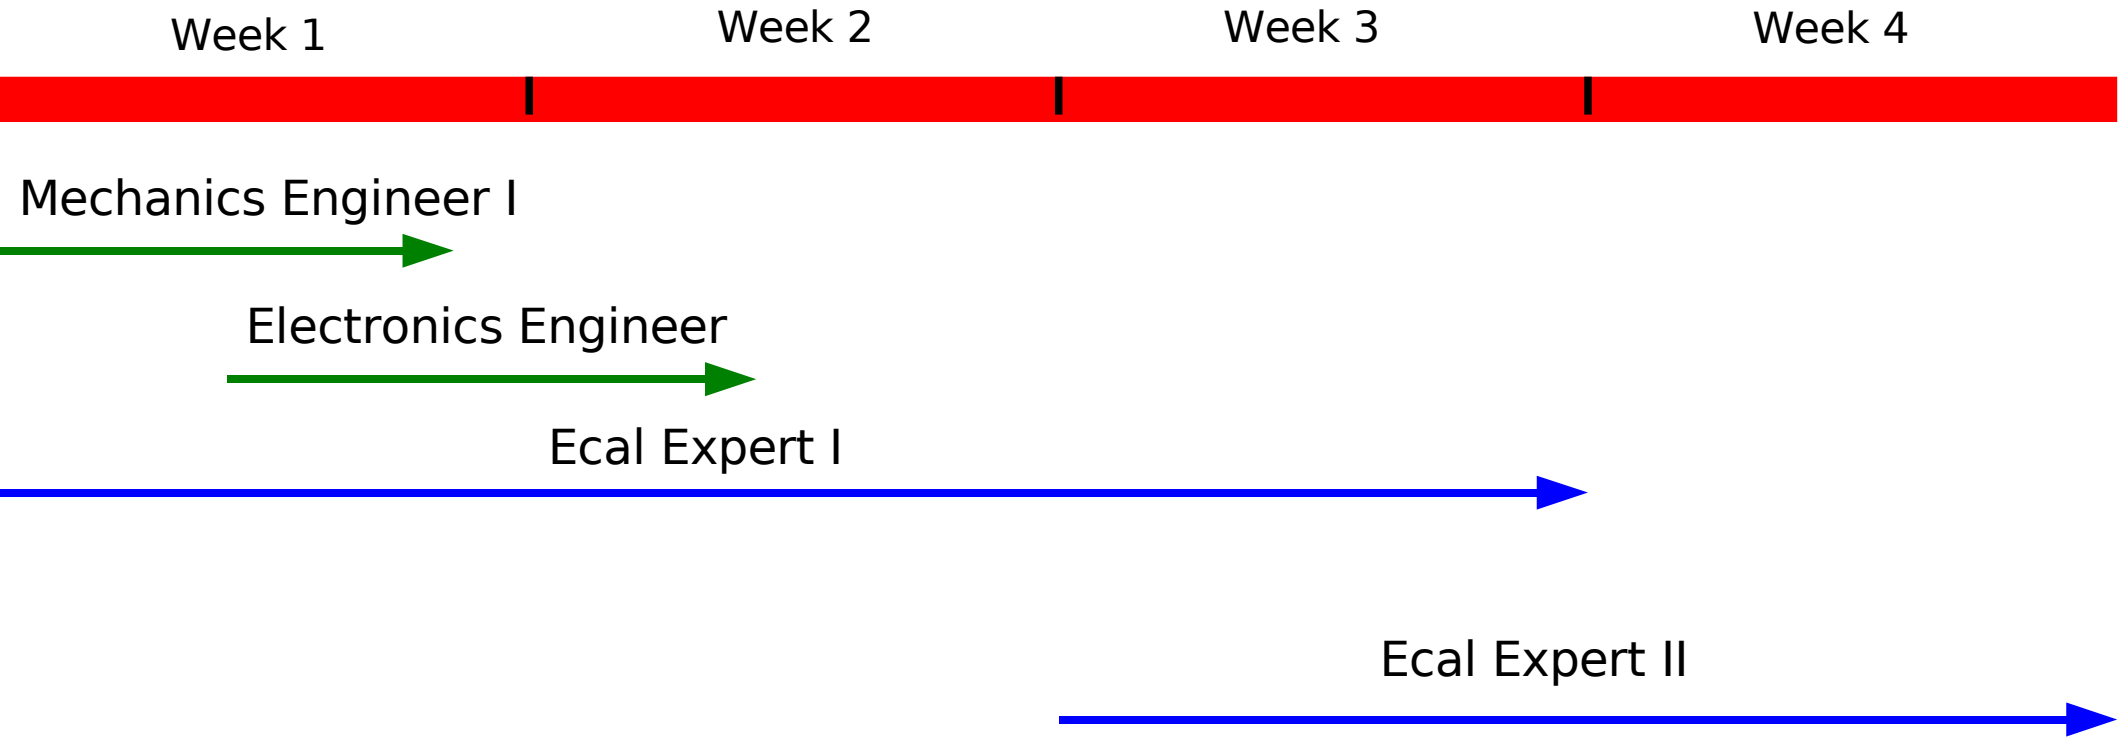 Week 1
Week 2
Week 3
Week 4
Mechanics Engineer I
Electronics Engineer
Ecal Expert I
Ecal Expert II